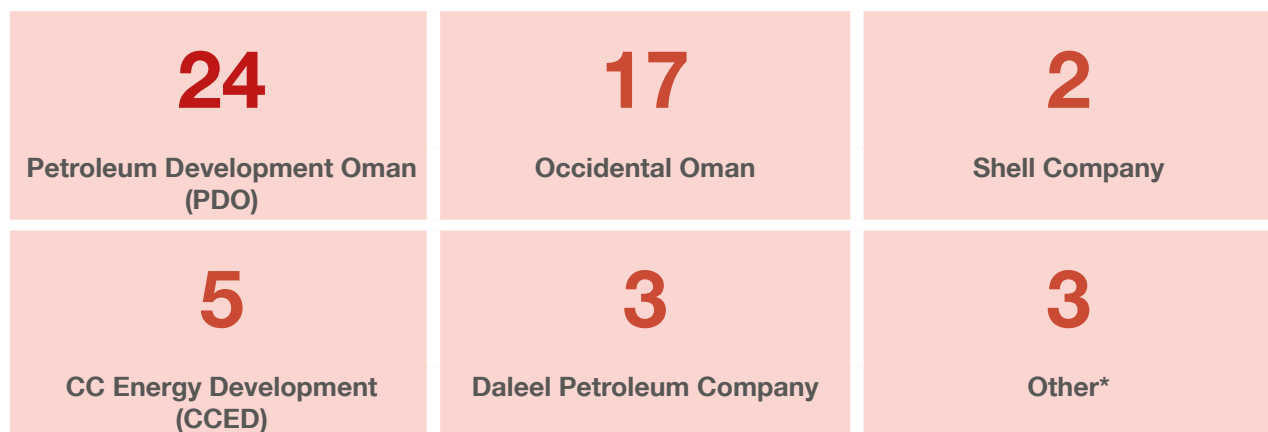 24
Petroleum Development Oman
(PDO)
17
Occidental Oman
2
Shell Company
5
CC Energy Development
(CCED)
3
Daleel Petroleum Company
3
Other*